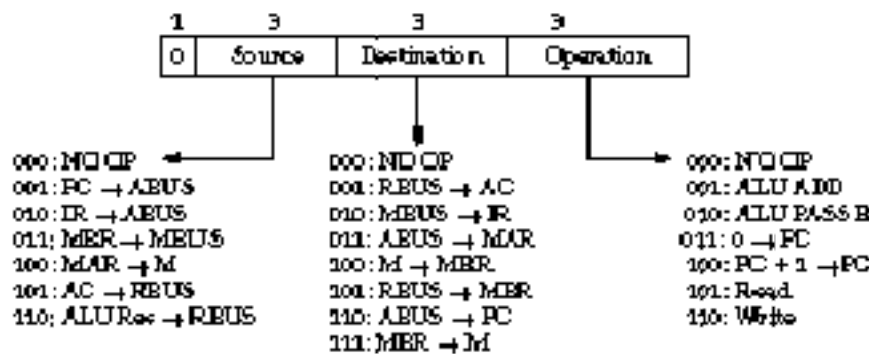 1 3 3 3
0 Source Destination Operation
000: NO OP
001: PC → ABUS
010: IR → ABUS
011: MBR → MBUS
100: MAR → M
101: AC → RBUS
110: ALU Res → RBUS
000: NO OP
001: RBUS → AC
010: MBUS → IR
011: ABUS → MAR
100: M → MBR
101: RBUS → MBR
110: ABUS → PC
111: MBR → M
000: NO OP
001: ALU ADD
010: ALU PASS B
011: 0 → PC
100: PC + 1 → PC
101: Read
110: Write